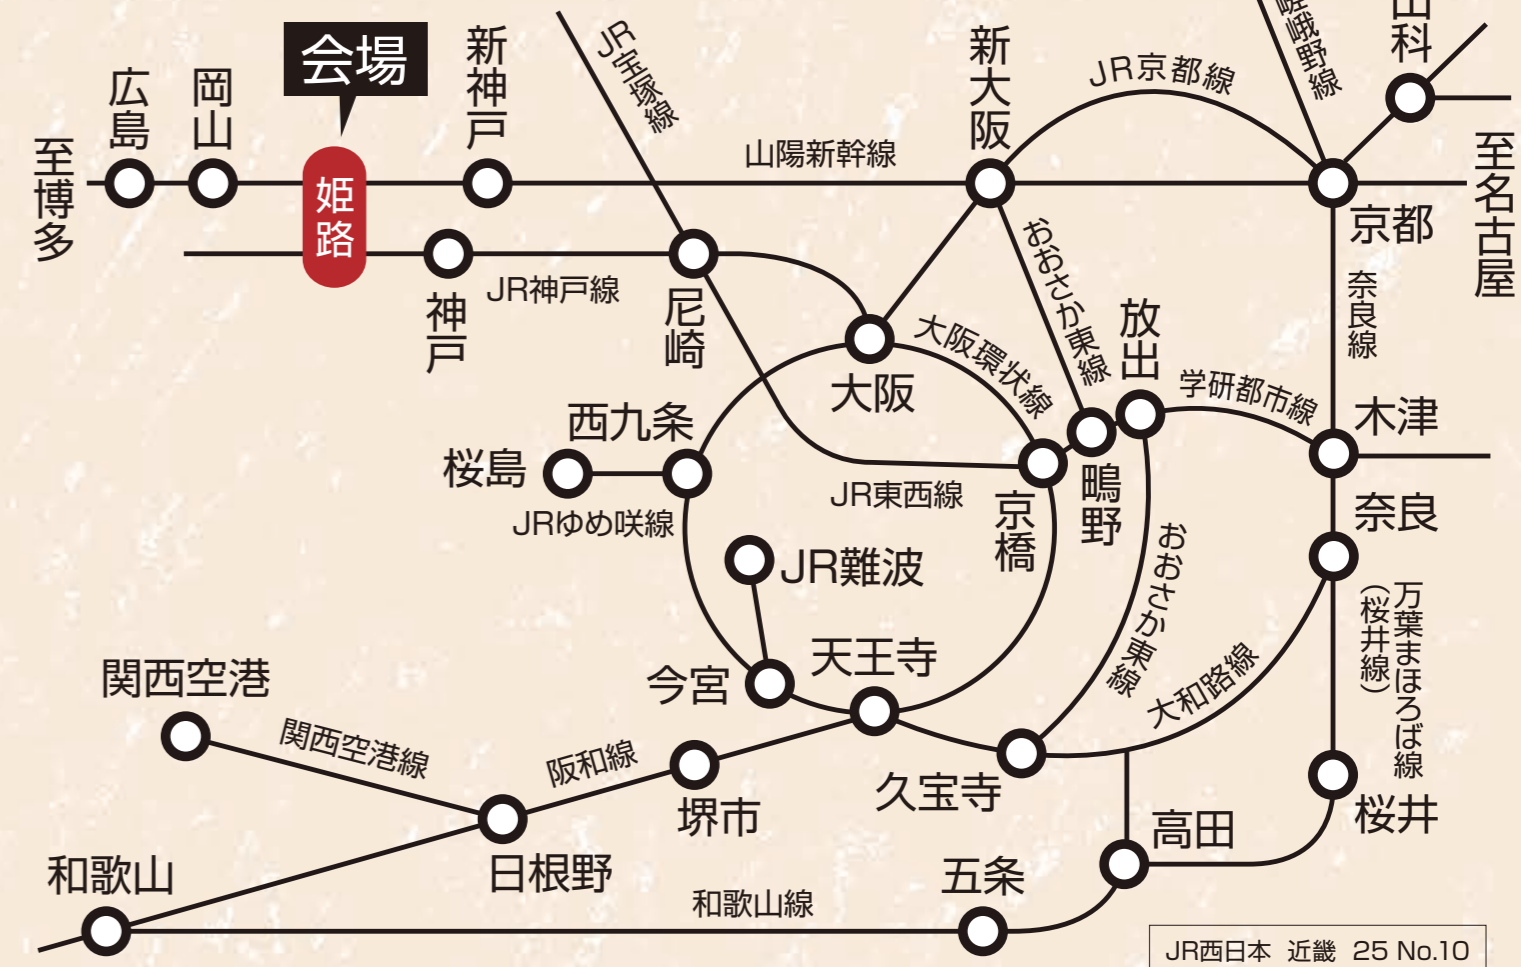 会場
広島
岡山
新神戸
JR宝塚線
新大阪
JR京都線
嵯峨野線
山科
至博多
姫路
山陽新幹線
京都
至名古屋
神戸
JR神戸線
尼崎
大阪
大阪環状線
おおさか東線
放出
学研都市線
奈良線
木津
西九条
桜島
JRゆめ咲線
JR東西線
京橋
鴫野
奈良
JR難波
おおさか東線
万葉まほろば線
（桜井線）
今宮
天王寺
大和路線
関西空港
関西空港線
阪和線
堺市
久宝寺
桜井
高田
日根野
和歌山
和歌山線
五条
JR西日本 近畿 25 No.10